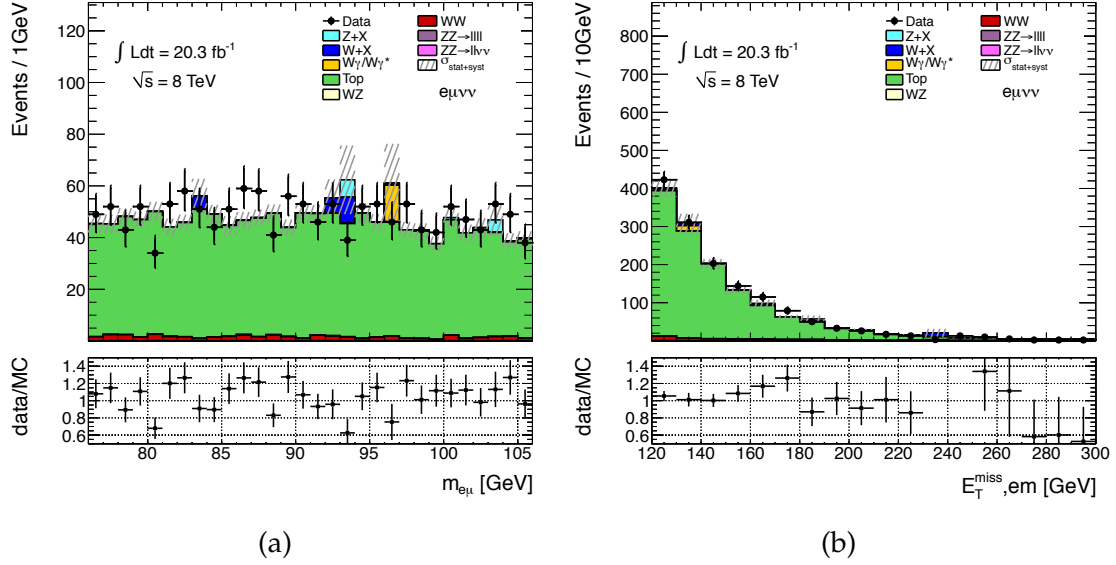 Events / 1GeV
120
100
80
60
40
20
∫ Ldt = 20.3 fb⁻¹
√s = 8 TeV
Data
Z+X
W+X
Wγ/Wγ*
Top
WZ
WW
ZZ→llll
ZZ→llνν
σstat+syst
eμνν
data/MC
1.4
1.2
1
0.8
0.6
80 85 90 95 100 105
m_eμ [GeV]
(a)
Events / 10GeV
800
700
600
500
400
300
200
100
∫ Ldt = 20.3 fb⁻¹
√s = 8 TeV
Data
Z+X
W+X
Wγ/Wγ*
Top
WZ
WW
ZZ→llll
ZZ→llνν
σstat+syst
eμνν
data/MC
1.4
1.2
1
0.8
0.6
120 140 160 180 200 220 240 260 280 300
E_T^miss,em [GeV]
(b)